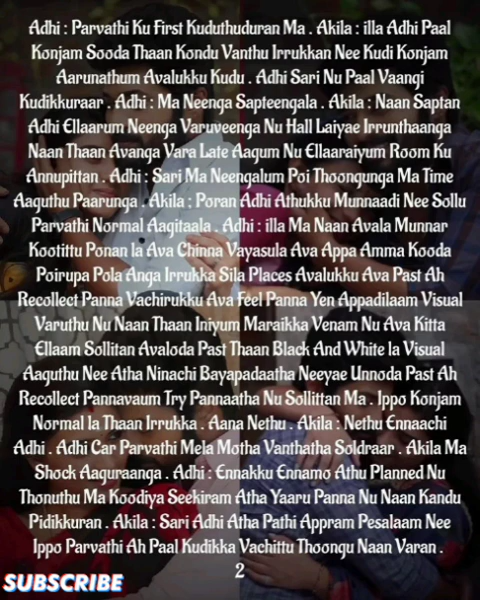 Adhi : Parvathi Ku First Kuduthuduran Ma . Akila : illa Adhi Paal
Konjam Sooda Thaan Kondu Vanthu Irrukkan Nee Kudi Konjam
Aarunathum Avalukku Kudu . Adhi Sari Nu Paal Vaangi
Kudikkuraar . Adhi : Ma Neenga Sapteengala . Akila : Naan Saptan
Adhi Ellaarum Neenga Varuveenga Nu Hall Laiyae Irrunthaanga
Naan Thaan Avanga Vara Late Aagum Nu Ellaaraiyum Room Ku
Annupittan . Adhi : Sari Ma Neengalum Poi Thoongunga Ma Time
Aaguthu Paarunga . Akila : Poran Adhi Athukku Munnaadi Nee Sollu
Parvathi Normal Aagitaala . Adhi : illa Ma Naan Avala Munnar
Kootittu Ponan la Ava Chinna Vayasula Ava Appa Amma Kooda
Poirupa Pola Anga Irrukka Sila Places Avalukku Ava Past Ah
Recollect Panna Vachirukku Ava Feel Panna Yen Appadilaam Visual
Varuthu Nu Naan Thaan Iniyum Maraikka Venam Nu Ava Kitta
Ellaam Sollitan Avaloda Past Thaan Black And White la Visual
Aaguthu Nee Atha Ninachi Bayapadaatha Neeyae Unnoda Past Ah
Recollect Pannavaum Try Pannaatha Nu Sollittan Ma . Ippo Konjam
Normal la Thaan Irrukka . Aana Nethu . Akila : Nethu Ennaachi
Adhi . Adhi Car Parvathi Mela Motha Vanthatha Soldraar . Akila Ma
Shock Aaguraanga . Adhi : Ennakku Ennamo Athu Planned Nu
Thonuthu Ma Koodiya Seekiram Atha Yaaru Panna Nu Naan Kandu
Pidikkuran . Akila : Sari Adhi Atha Pathi Appram Pesalaam Nee
Ippo Parvathi Ah Paal Kudikka Vachittu Thoongu Naan Varan .
2
SUBSCRIBE